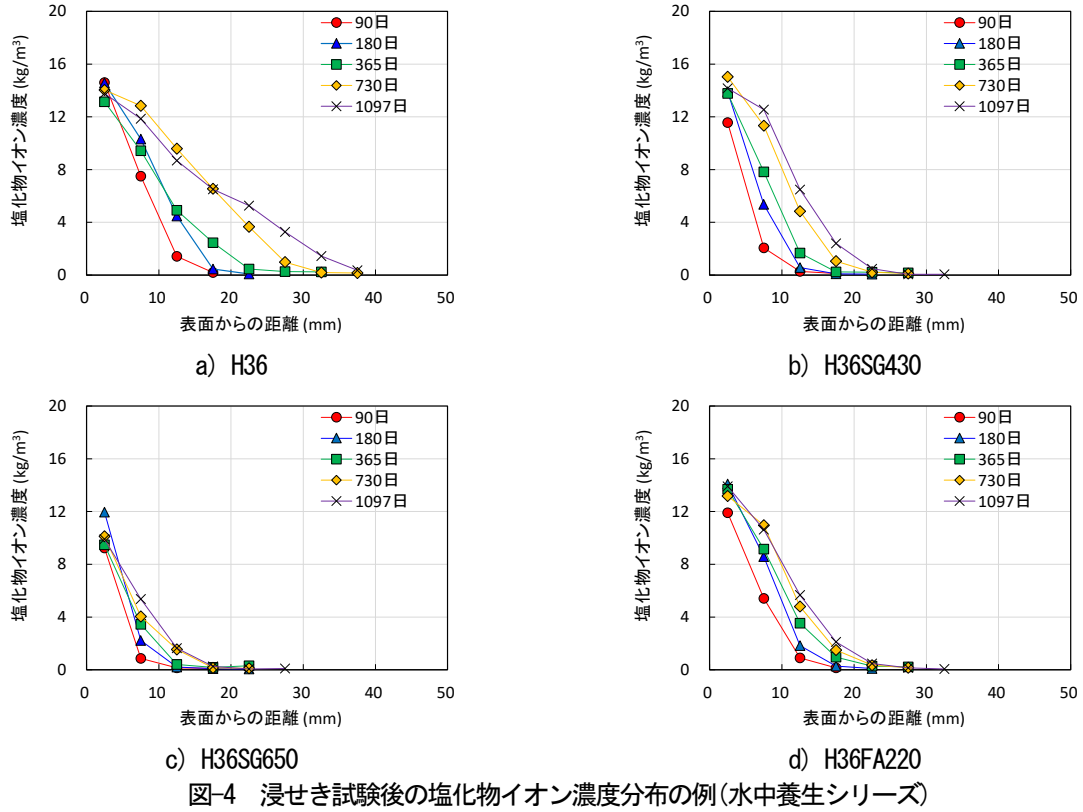 20
16
12
8
4
0
塩化物イオン濃度 (kg/m³)
90日
180日
365日
730日
1097日
0 10 20 30 40 50
表面からの距離 (mm)
a) H36
20
16
12
8
4
0
塩化物イオン濃度 (kg/m³)
90日
180日
365日
730日
1097日
0 10 20 30 40 50
表面からの距離 (mm)
b) H36SG430
20
16
12
8
4
0
塩化物イオン濃度 (kg/m³)
90日
180日
365日
730日
1097日
0 10 20 30 40 50
表面からの距離 (mm)
c) H36SG650
20
16
12
8
4
0
塩化物イオン濃度 (kg/m³)
90日
180日
365日
730日
1097日
0 10 20 30 40 50
表面からの距離 (mm)
d) H36FA220
図-4 浸せき試験後の塩化物イオン濃度分布の例(水中養生シリーズ)